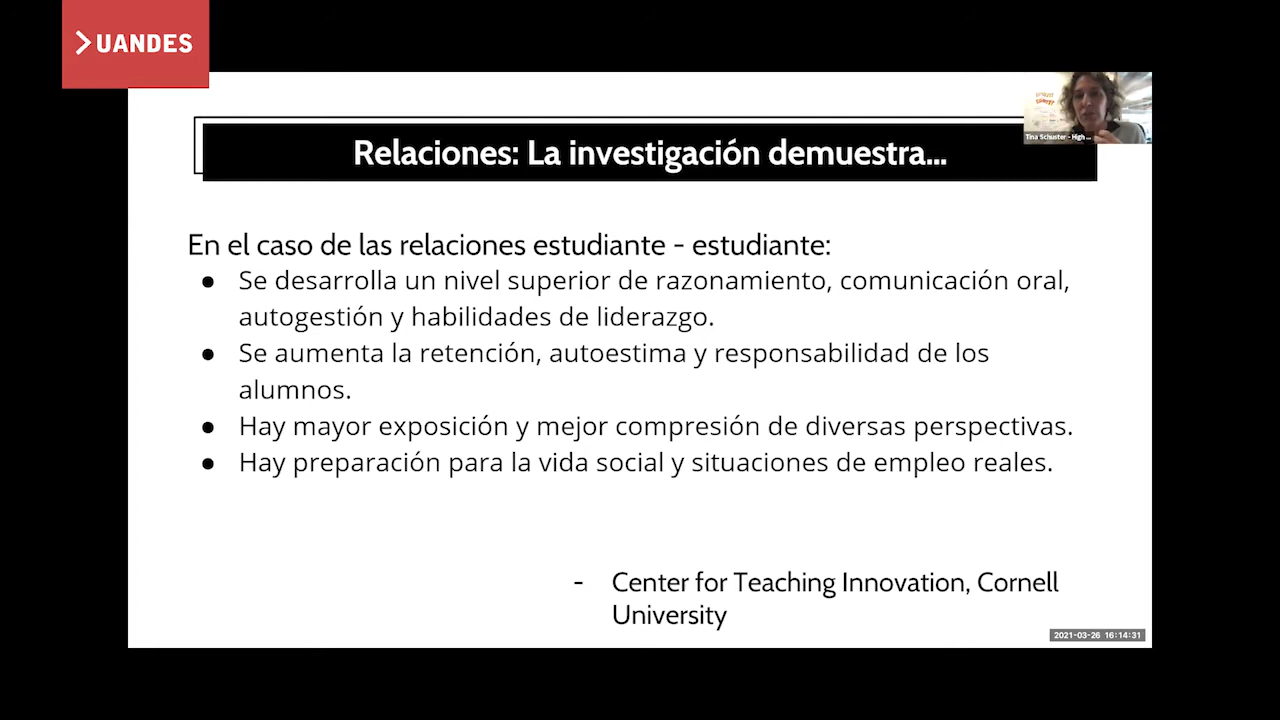 UANDES
Tina Schuster - High ...
Relaciones: La investigación demuestra...
En el caso de las relaciones estudiante - estudiante:
● Se desarrolla un nivel superior de razonamiento, comunicación oral,
autogestión y habilidades de liderazgo.
● Se aumenta la retención, autoestima y responsabilidad de los
alumnos.
● Hay mayor exposición y mejor compresión de diversas perspectivas.
● Hay preparación para la vida social y situaciones de empleo reales.
- Center for Teaching Innovation, Cornell
University
2021-03-26 16:14:31